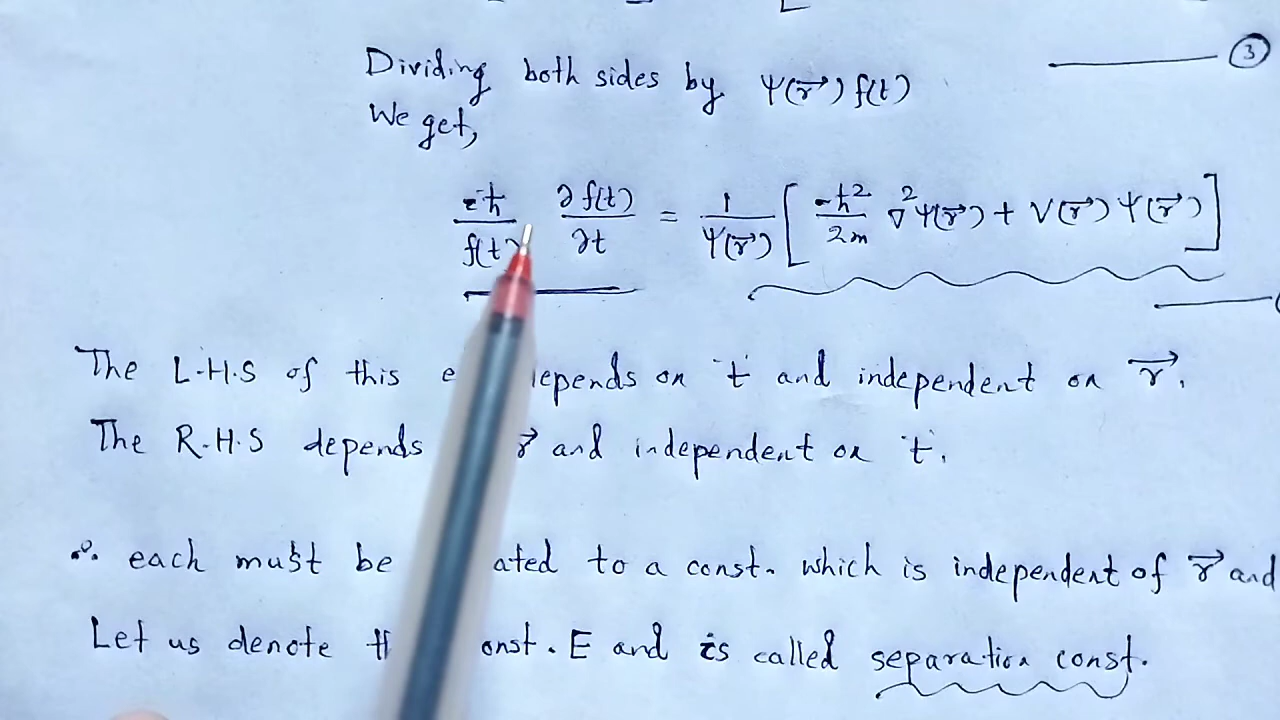 ③
Dividing both sides by ψ(r⃗) f(t)
We get,
iħ/f(t) ∂f(t)/∂t = 1/ψ(r⃗) [ -ħ²/2m ∇²ψ(r⃗) + V(r⃗) ψ(r⃗) ]
The L.H.S of this depends on 't' and independent on r⃗.
The R.H.S depends r⃗ and independent on 't'.
∴ each must be to a const. which is independent of r⃗ and
Let us denote const. E and is called separation const.